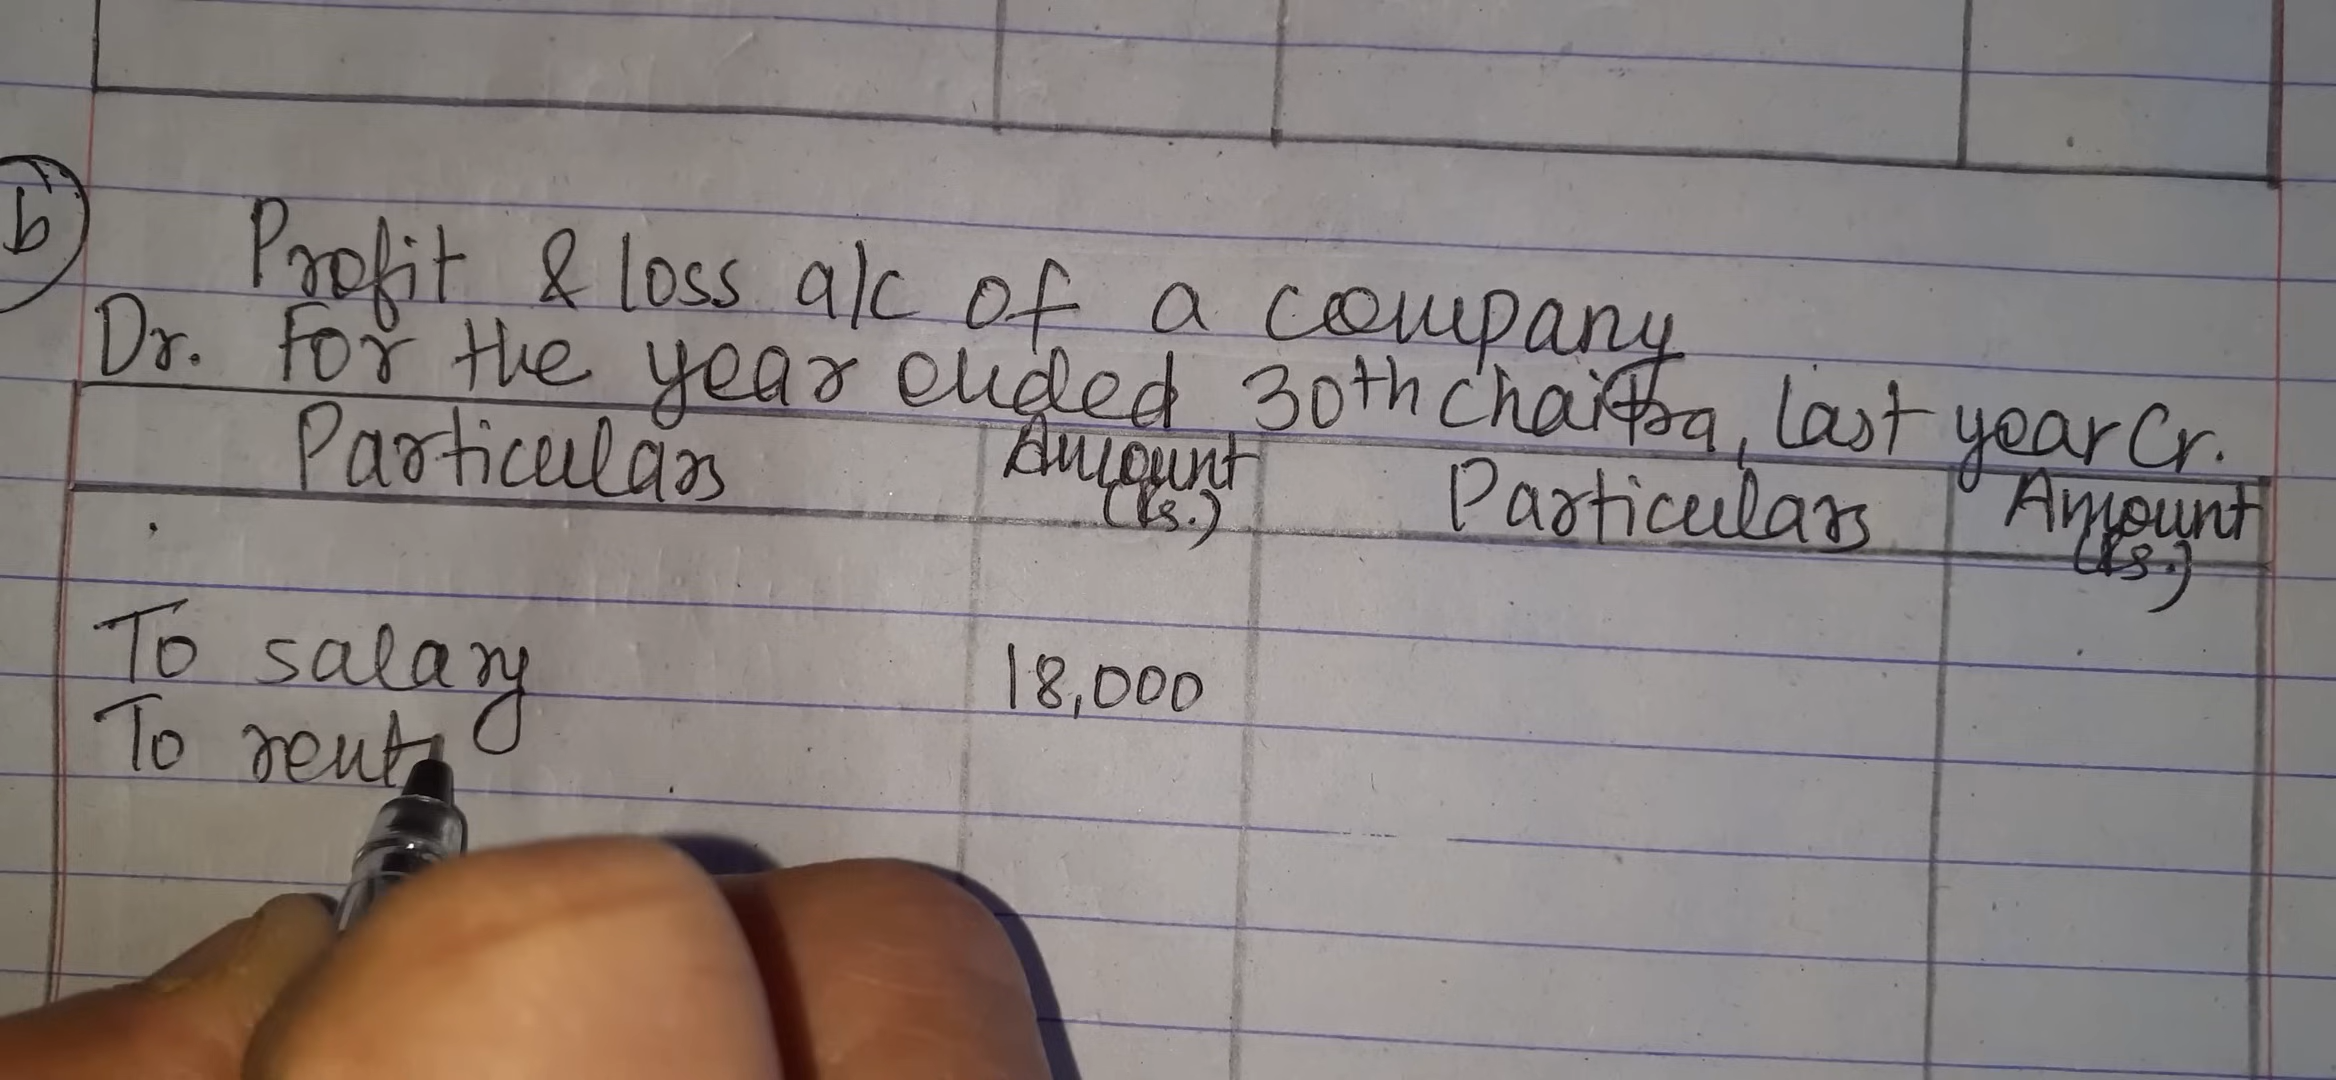 b
Profit & loss a/c of a company
Dr. For the year ended 30th chaitra, last year Cr.
Particulars Amount (Rs.) Particulars Amount (Rs.)
To salary 18,000
To rent